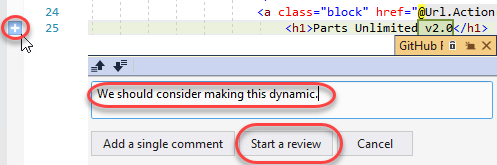 24 <a class="block" href="@Url.Action
25 <h1>Parts Unlimited v2.0</h1>
GitHub
We should consider making this dynamic.
Add a single comment Start a review Cancel